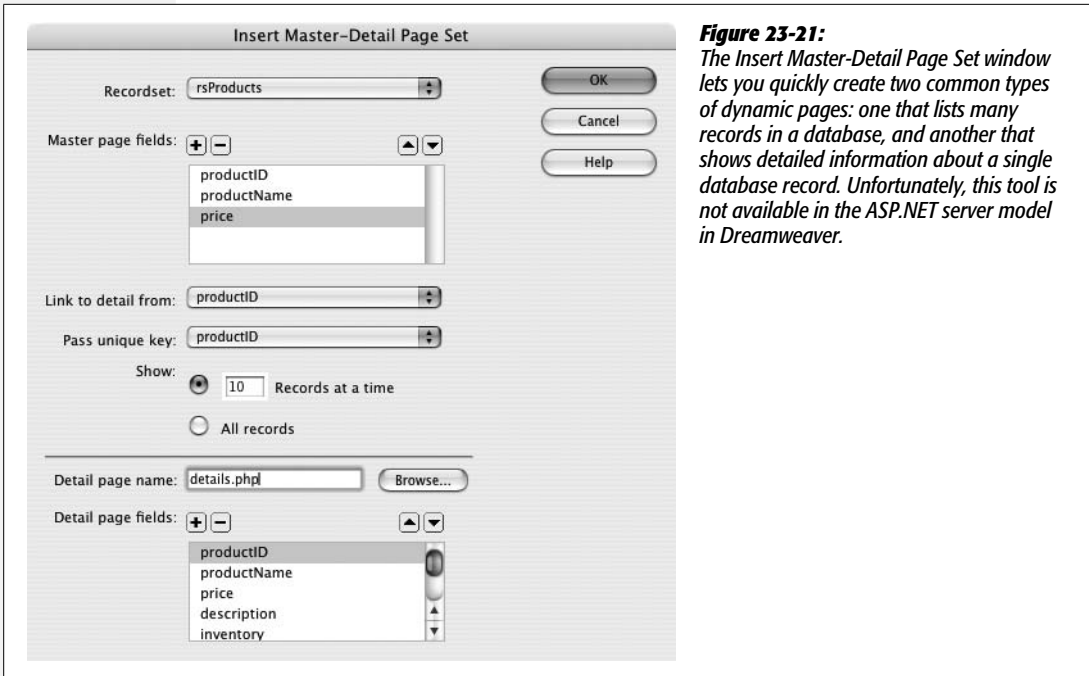 Insert Master-Detail Page Set
Recordset: rsProducts
OK
Cancel
Help
Master page fields:
productID
productName
price
Link to detail from: productID
Pass unique key: productID
Show:
10 Records at a time
All records
Detail page name: details.php
Browse...
Detail page fields:
productID
productName
price
description
inventory
Figure 23-21:
The Insert Master-Detail Page Set window
lets you quickly create two common types
of dynamic pages: one that lists many
records in a database, and another that
shows detailed information about a single
database record. Unfortunately, this tool is
not available in the ASP.NET server model
in Dreamweaver.